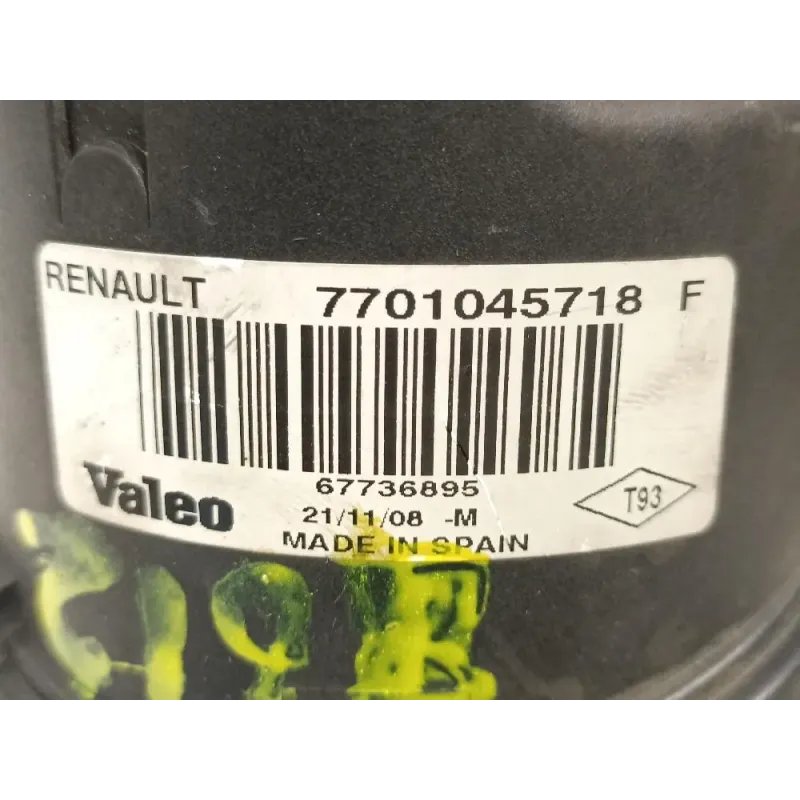 RENAULT 7701045718 F
67736895
Valeo T93
21/11/08 -M
MADE IN SPAIN